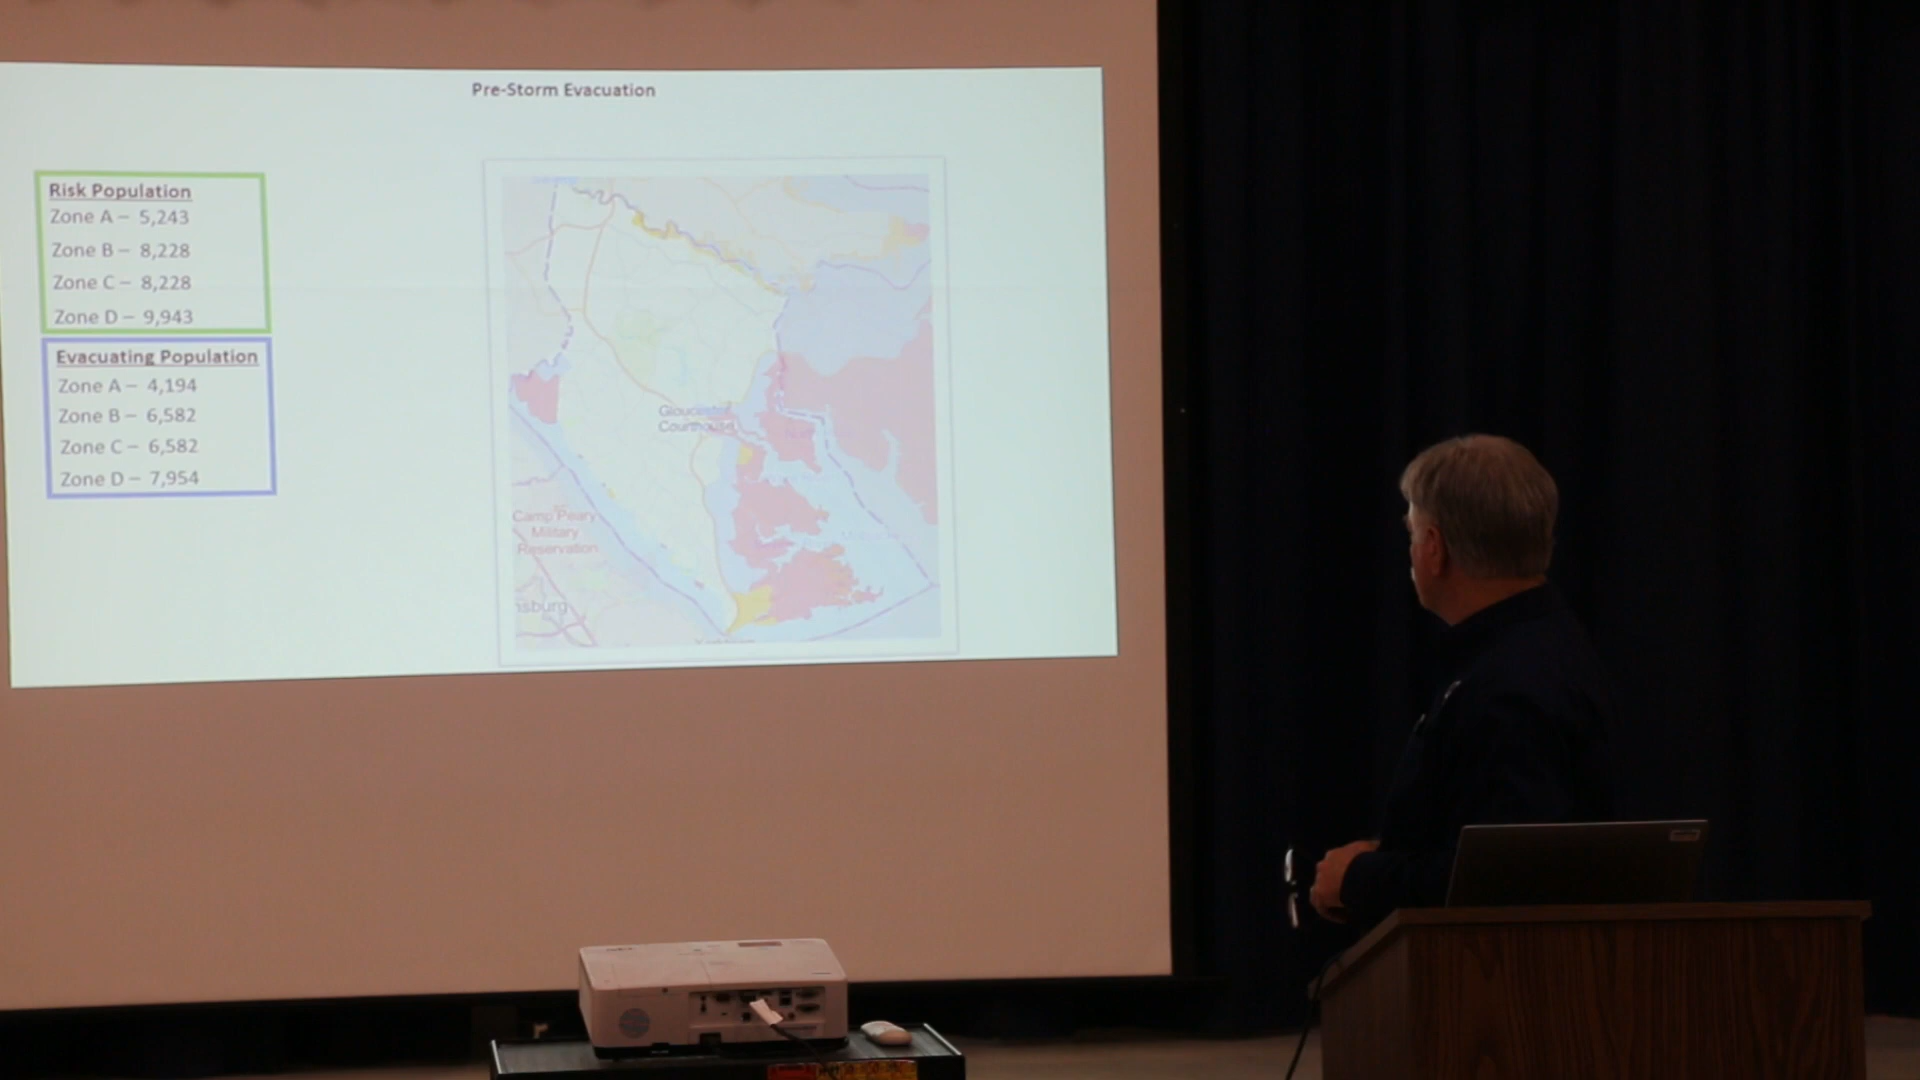 Pre-Storm Evacuation
Risk Population
Zone A – 5,243
Zone B – 8,228
Zone C – 8,228
Zone D – 9,943
Evacuating Population
Zone A – 4,194
Zone B – 6,582
Zone C – 6,582
Zone D – 7,954
Gloucester
Courthouse
Camp Peary
Military
Reservation
nsburg